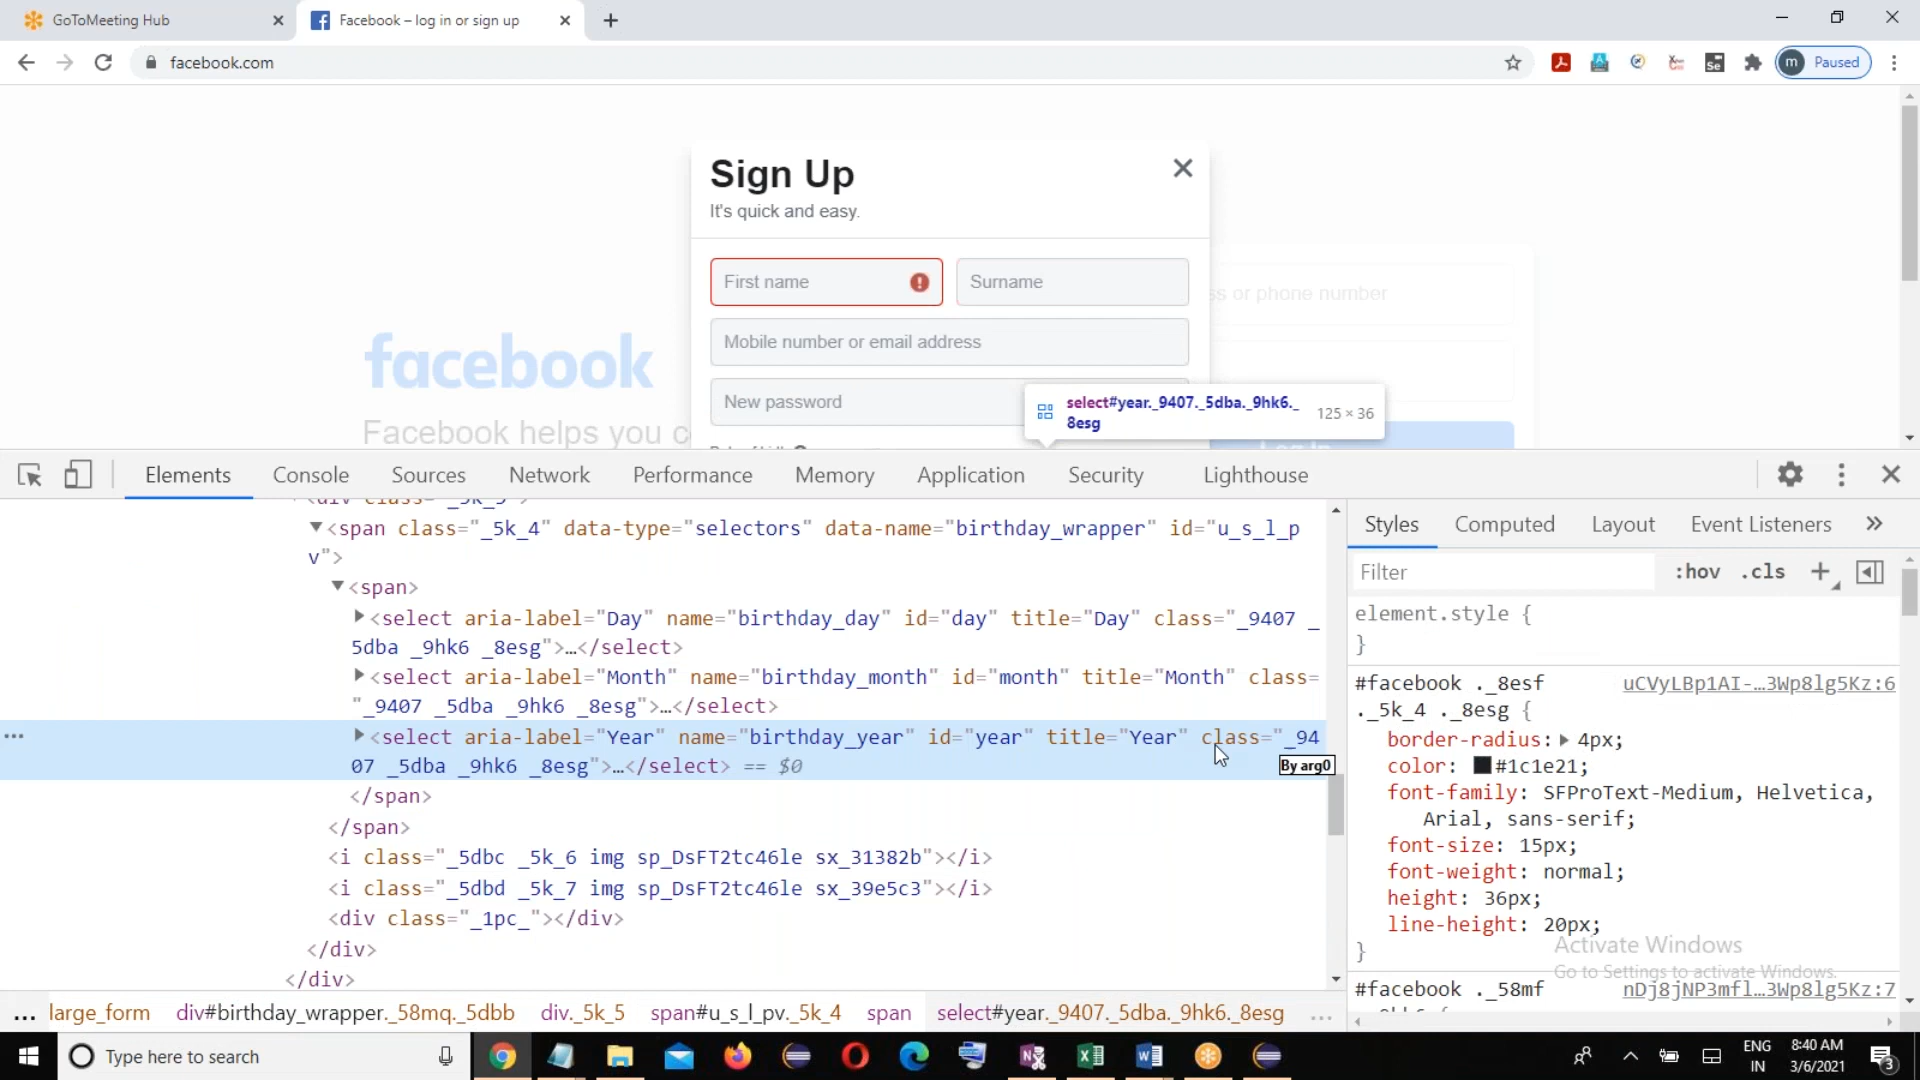 GoToMeeting Hub
Facebook – log in or sign up
facebook.com
m Paused
Sign Up
It's quick and easy.
First name
Surname
ss or phone number
Mobile number or email address
facebook
New password
select#year._9407._5dba._9hk6._
8esg
125 × 36
Facebook helps you c
Log In
Elements Console Sources Network Performance Memory Application Security Lighthouse
▼<span class="_5k_4" data-type="selectors" data-name="birthday_wrapper" id="u_s_l_p
v">
▼<span>
▶<select aria-label="Day" name="birthday_day" id="day" title="Day" class="_9407 _
5dba _9hk6 _8esg">…</select>
▶<select aria-label="Month" name="birthday_month" id="month" title="Month" class=
"_9407 _5dba _9hk6 _8esg">…</select>
▶<select aria-label="Year" name="birthday_year" id="year" title="Year" class="_94
07 _5dba _9hk6 _8esg">…</select> == $0
By arg0
</span>
</span>
<i class="_5dbc _5k_6 img sp_DsFT2tc46le sx_31382b"></i>
<i class="_5dbd _5k_7 img sp_DsFT2tc46le sx_39e5c3"></i>
<div class="_1pc_"></div>
</div>
</div>
... large_form div#birthday_wrapper._58mq._5dbb div._5k_5 span#u_s_l_pv._5k_4 span select#year._9407._5dba._9hk6._8esg ...
Styles Computed Layout Event Listeners »
Filter :hov .cls +
element.style {
}
#facebook ._8esf uCVyLBp1AI-…3Wp8lg5Kz:6
._5k_4 ._8esg {
border-radius: ▶ 4px;
color: #1c1e21;
font-family: SFProText-Medium, Helvetica,
Arial, sans-serif;
font-size: 15px;
font-weight: normal;
height: 36px;
line-height: 20px;
}
Activate Windows
Go to Settings to activate Windows.
#facebook ._58mf nDj8jNP3mfl…3Wp8lg5Kz:7
Type here to search
ENG
IN
8:40 AM
3/6/2021
3